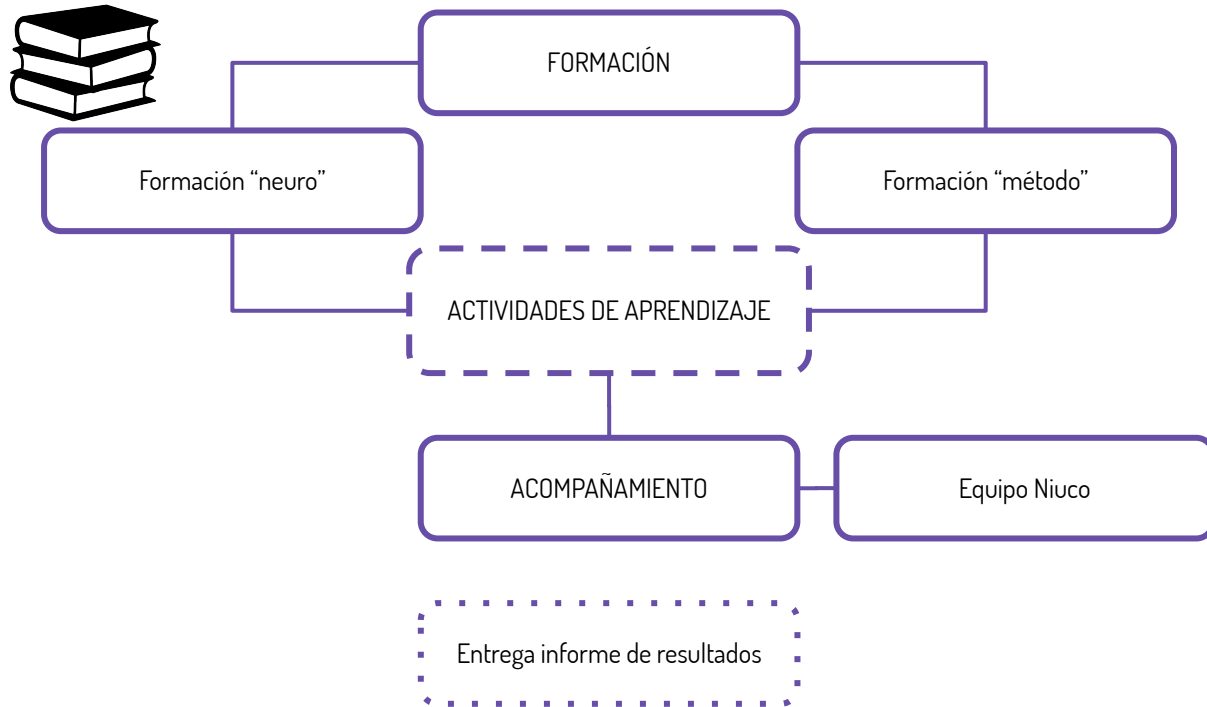 FORMACIÓN
Formación “neuro”
Formación “método”
ACTIVIDADES DE APRENDIZAJE
ACOMPAÑAMIENTO
Equipo Niuco
Entrega informe de resultados